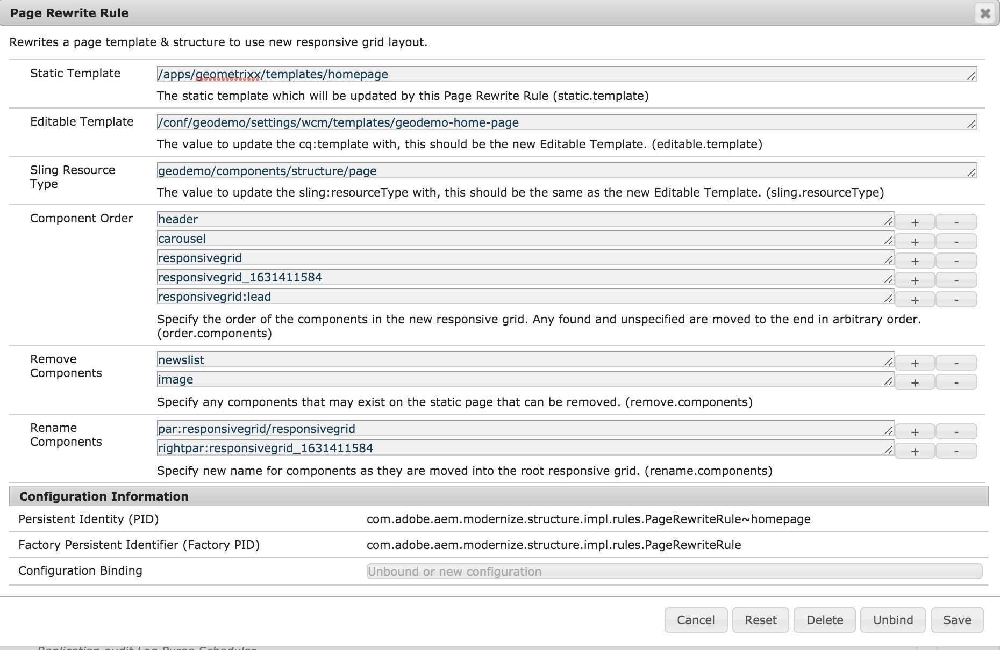 Page Rewrite Rule
Rewrites a page template & structure to use new responsive grid layout.
Static Template
/apps/geometrixx/templates/homepage
The static template which will be updated by this Page Rewrite Rule (static.template)
Editable Template
/conf/geodemo/settings/wcm/templates/geodemo-home-page
The value to update the cq:template with, this should be the new Editable Template. (editable.template)
Sling Resource
Type
geodemo/components/structure/page
The value to update the sling:resourceType with, this should be the same as the new Editable Template. (sling.resourceType)
Component Order
header
+ -
carousel
+ -
responsivegrid
+ -
responsivegrid_1631411584
+ -
responsivegrid:lead
+ -
Specify the order of the components in the new responsive grid. Any found and unspecified are moved to the end in arbitrary order.
(order.components)
Remove
Components
newslist
+ -
image
+ -
Specify any components that may exist on the static page that can be removed. (remove.components)
Rename
Components
par:responsivegrid/responsivegrid
+ -
rightpar:responsivegrid_1631411584
+ -
Specify new name for components as they are moved into the root responsive grid. (rename.components)
Configuration Information
Persistent Identity (PID)
com.adobe.aem.modernize.structure.impl.rules.PageRewriteRule~homepage
Factory Persistent Identifier (Factory PID)
com.adobe.aem.modernize.structure.impl.rules.PageRewriteRule
Configuration Binding
Unbound or new configuration
Cancel Reset Delete Unbind Save
Replication audit Log Purge Scheduler